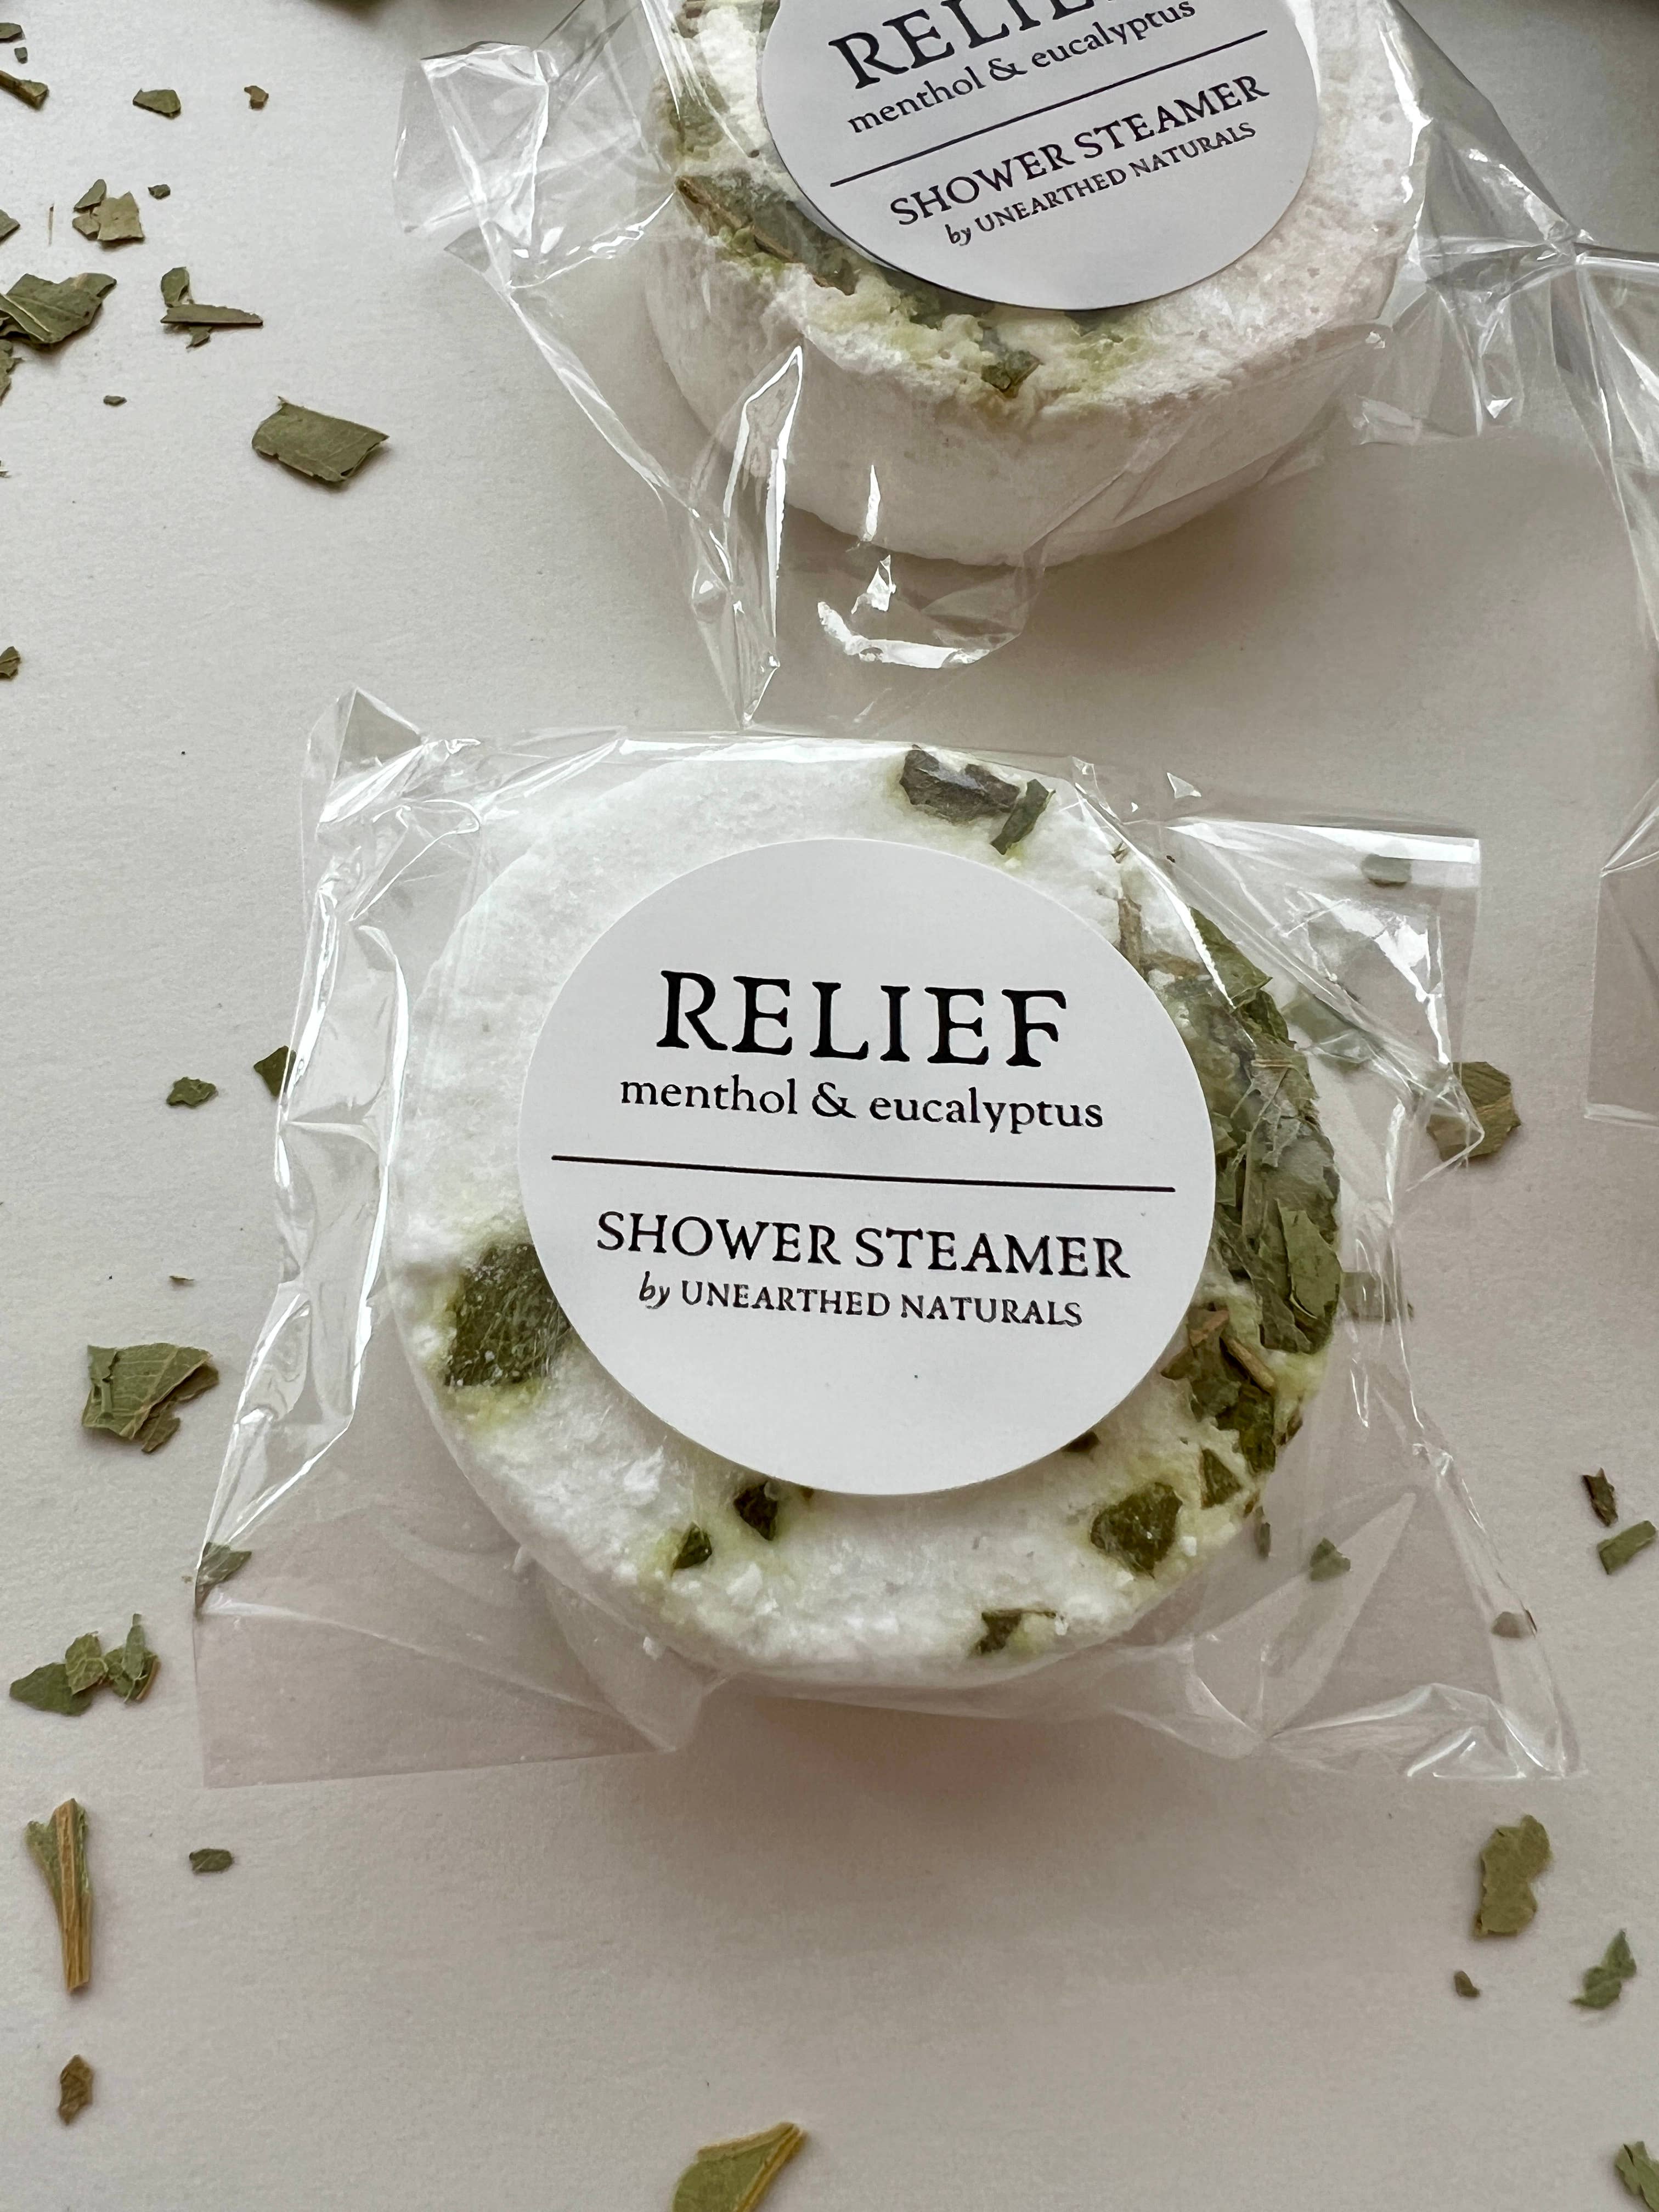 menthol & eucalyptus
SHOWER STEAMER
by UNEARTHED NATURALS
RELIEF
menthol & eucalyptus
SHOWER STEAMER
by UNEARTHED NATURALS